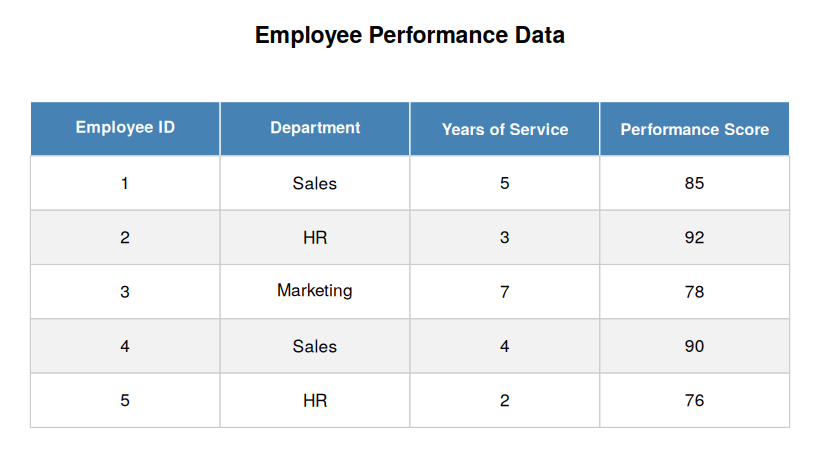 Employee Performance Data
Employee ID Department Years of Service Performance Score
1 Sales 5 85
2 HR 3 92
3 Marketing 7 78
4 Sales 4 90
5 HR 2 76